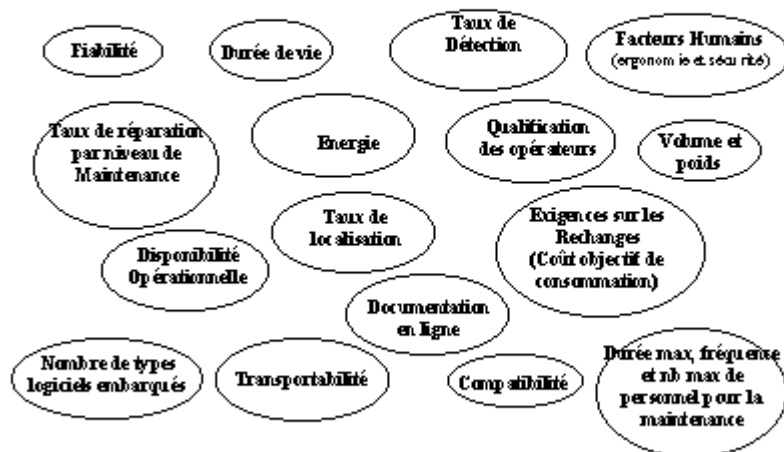 Fiabilité
Durée de vie
Taux de
Détection
Facteurs Humains
(ergonomie et sécurité)
Taux de réparation
par niveau de
Maintenance
Energie
Qualification
des opérateurs
Volume et
poids
Taux de
localisation
Exigences sur les
Rechanges
(Coût objectif de
consommation)
Disponibilité
Opérationnelle
Documentation
en ligne
Nombre de types
logiciels embarqués
Transportabilité
Compatibilité
Durée max, fréquence
et nb max de
personnel pour la
maintenance